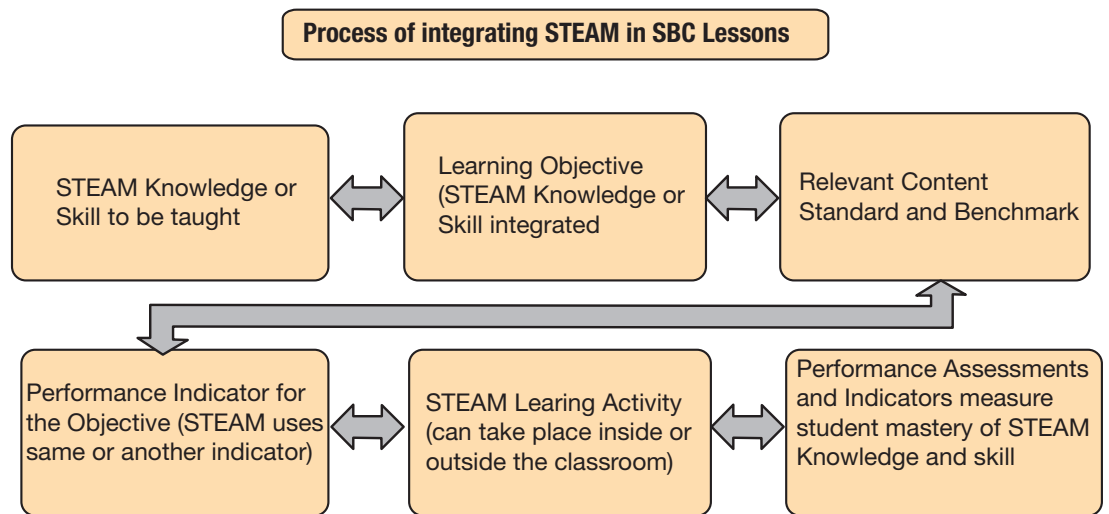 Process of integrating STEAM in SBC Lessons
STEAM Knowledge or
Skill to be taught
Learning Objective
(STEAM Knowledge or
Skill integrated
Relevant Content
Standard and Benchmark
Performance Indicator for
the Objective (STEAM uses
same or another indicator)
STEAM Learing Activity
(can take place inside or
outside the classroom)
Performance Assessments
and Indicators measure
student mastery of STEAM
Knowledge and skill